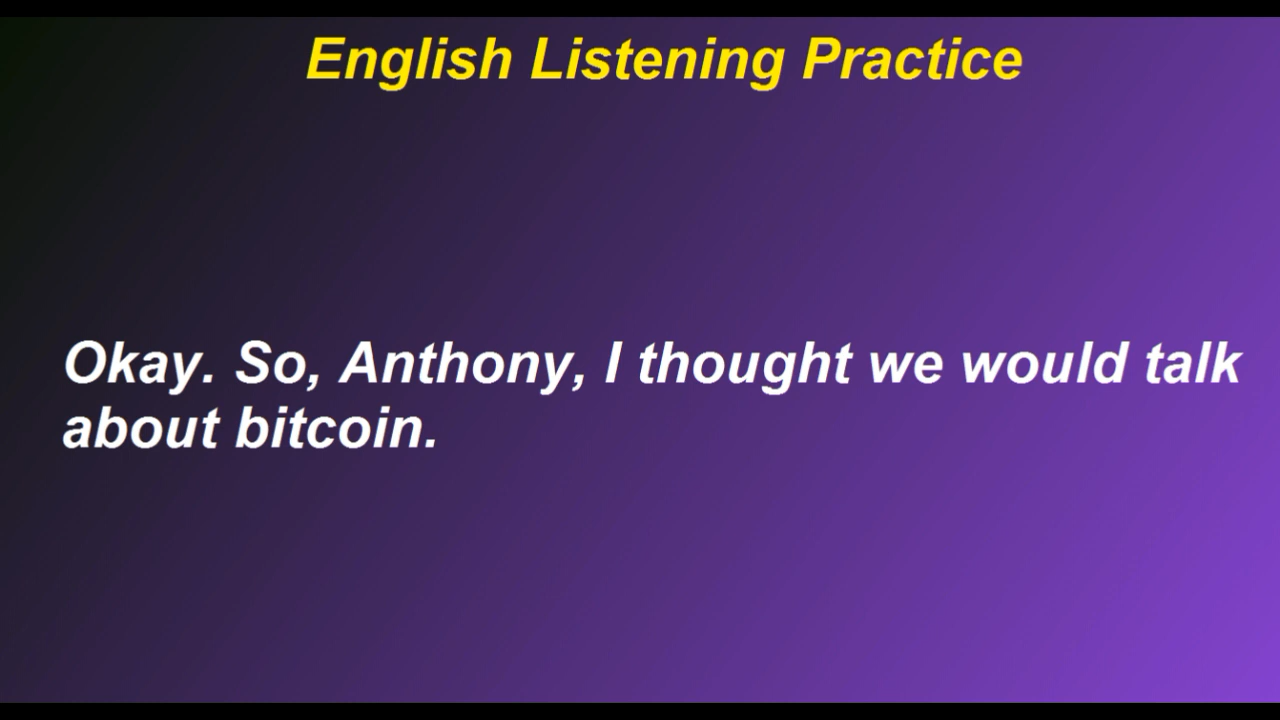 English Listening Practice
Okay. So, Anthony, I thought we would talk
about bitcoin.